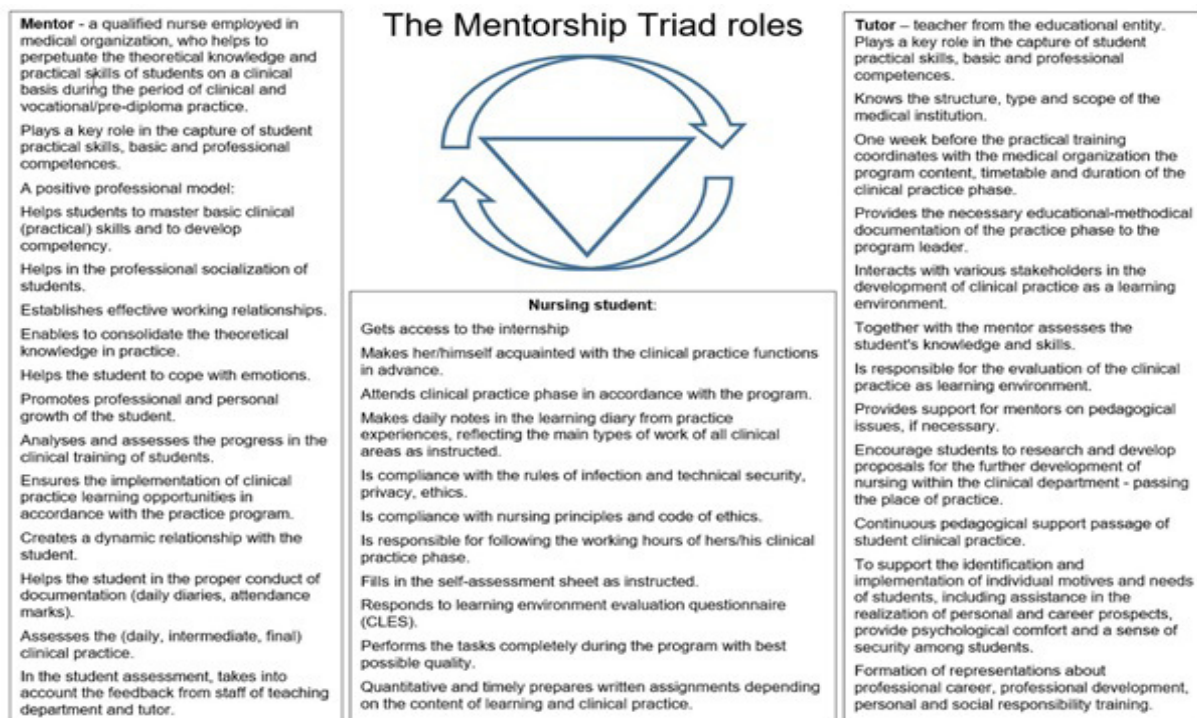 The Mentorship Triad roles
Mentor - a qualified nurse employed in
medical organization, who helps to
perpetuate the theoretical knowledge and
practical skills of students on a clinical
basis during the period of clinical and
vocational/pre-diploma practice.
Plays a key role in the capture of student
practical skills, basic and professional
competences.
A positive professional model:
Helps students to master basic clinical
(practical) skills and to develop
competency.
Helps in the professional socialization of
students.
Establishes effective working relationships.
Enables to consolidate the theoretical
knowledge in practice.
Helps the student to cope with emotions.
Promotes professional and personal
growth of the student.
Analyses and assesses the progress in the
clinical training of students.
Ensures the implementation of clinical
practice learning opportunities in
accordance with the practice program.
Creates a dynamic relationship with the
student.
Helps the student in the proper conduct of
documentation (daily diaries, attendance
marks).
Assesses the (daily, intermediate, final)
clinical practice.
In the student assessment, takes into
account the feedback from staff of teaching
department and tutor.
Nursing student:
Gets access to the internship
Makes her/himself acquainted with the clinical practice functions
in advance.
Attends clinical practice phase in accordance with the program.
Makes daily notes in the learning diary from practice
experiences, reflecting the main types of work of all clinical
areas as instructed.
Is compliance with the rules of infection and technical security,
privacy, ethics.
Is compliance with nursing principles and code of ethics.
Is responsible for following the working hours of hers/his clinical
practice phase.
Fills in the self-assessment sheet as instructed.
Responds to learning environment evaluation questionnaire
(CLES).
Performs the tasks completely during the program with best
possible quality.
Quantitative and timely prepares written assignments depending
on the content of learning and clinical practice.
Tutor – teacher from the educational entity.
Plays a key role in the capture of student
practical skills, basic and professional
competences.
Knows the structure, type and scope of the
medical institution.
One week before the practical training
coordinates with the medical organization the
program content, timetable and duration of the
clinical practice phase.
Provides the necessary educational-methodical
documentation of the practice phase to the
program leader.
Interacts with various stakeholders in the
development of clinical practice as a learning
environment.
Together with the mentor assesses the
student's knowledge and skills.
Is responsible for the evaluation of the clinical
practice as learning environment.
Provides support for mentors on pedagogical
issues, if necessary.
Encourage students to research and develop
proposals for the further development of
nursing within the clinical department - passing
the place of practice.
Continuous pedagogical support passage of
student clinical practice.
To support the identification and
implementation of individual motives and needs
of students, including assistance in the
realization of personal and career prospects,
provide psychological comfort and a sense of
security among students.
Formation of representations about
professional career, professional development,
personal and social responsibility training.